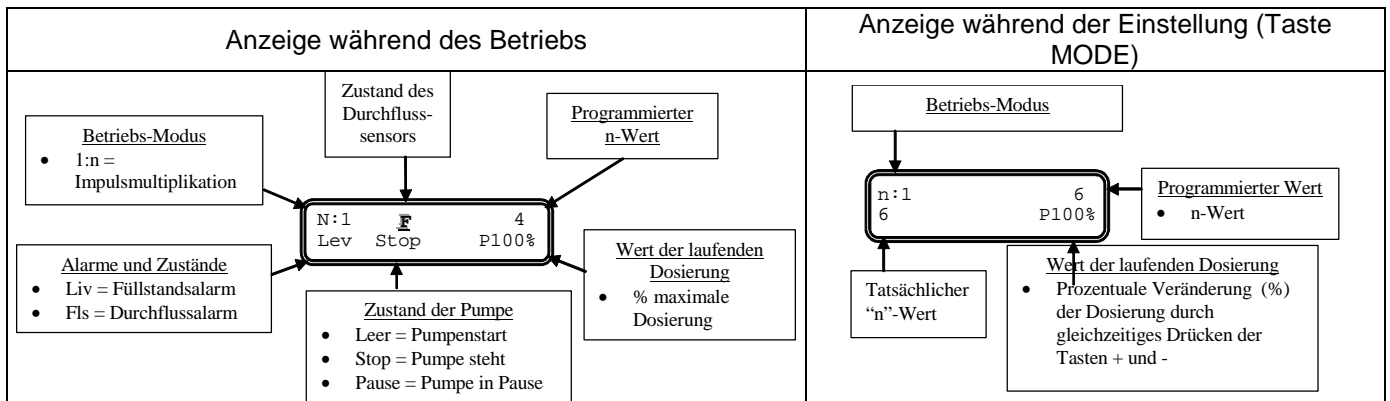 Anzeige während des Betriebs
Anzeige während der Einstellung (Taste
MODE)
Zustand des
Durchfluss-
sensors
Betriebs-Modus
• 1:n =
Impulsmultiplikation
Programmierter
n-Wert
N:1 F 4
Lev Stop P100%
Alarme und Zustände
• Liv = Füllstandsalarm
• Fls = Durchflussalarm
Zustand der Pumpe
• Leer = Pumpenstart
• Stop = Pumpe steht
• Pause = Pumpe in Pause
Wert der laufenden
Dosierung
• % maximale
Dosierung
Betriebs-Modus
n:1 6
6 P100%
Programmierter Wert
• n-Wert
Tatsächlicher
“n”-Wert
Wert der laufenden Dosierung
• Prozentuale Veränderung (%)
der Dosierung durch
gleichzeitiges Drücken der
Tasten + und -